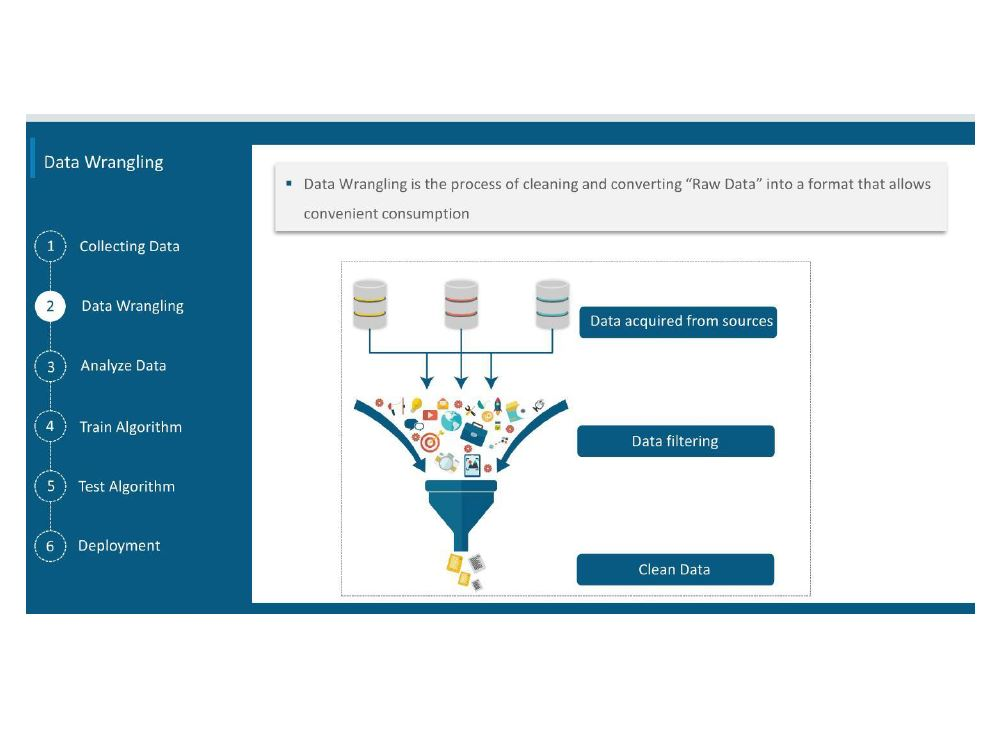 Data Wrangling
1 Collecting Data
2 Data Wrangling
3 Analyze Data
4 Train Algorithm
5 Test Algorithm
6 Deployment
▪ Data Wrangling is the process of cleaning and converting “Raw Data” into a format that allows
convenient consumption
Data acquired from sources
Data filtering
Clean Data